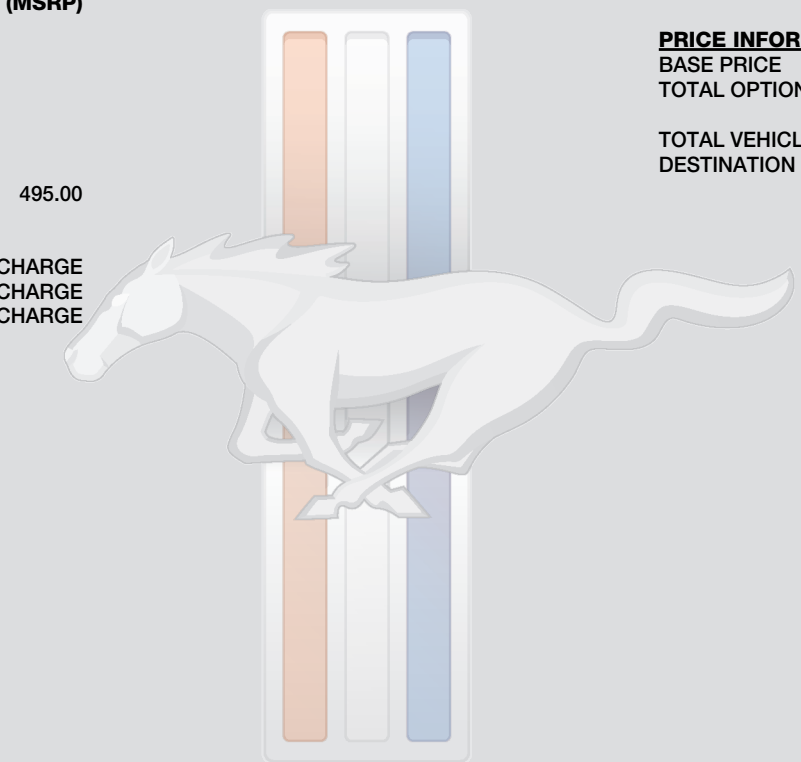 (MSRP)
495.00
CHARGE
CHARGE
CHARGE
PRICE INFOR
BASE PRICE
TOTAL OPTION
TOTAL VEHICL
DESTINATION